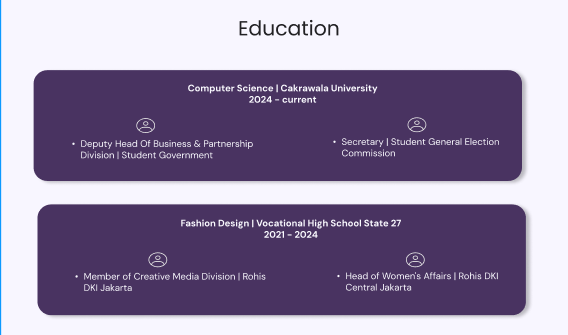 Education
Computer Science | Cakrawala University
2024 - current
• Deputy Head Of Business & Partnership
Division | Student Government
• Secretary | Student General Election
Commission
Fashion Design | Vocational High School State 27
2021 - 2024
• Member of Creative Media Division | Rohis
DKI Jakarta
• Head of Women's Affairs | Rohis DKI
Central Jakarta